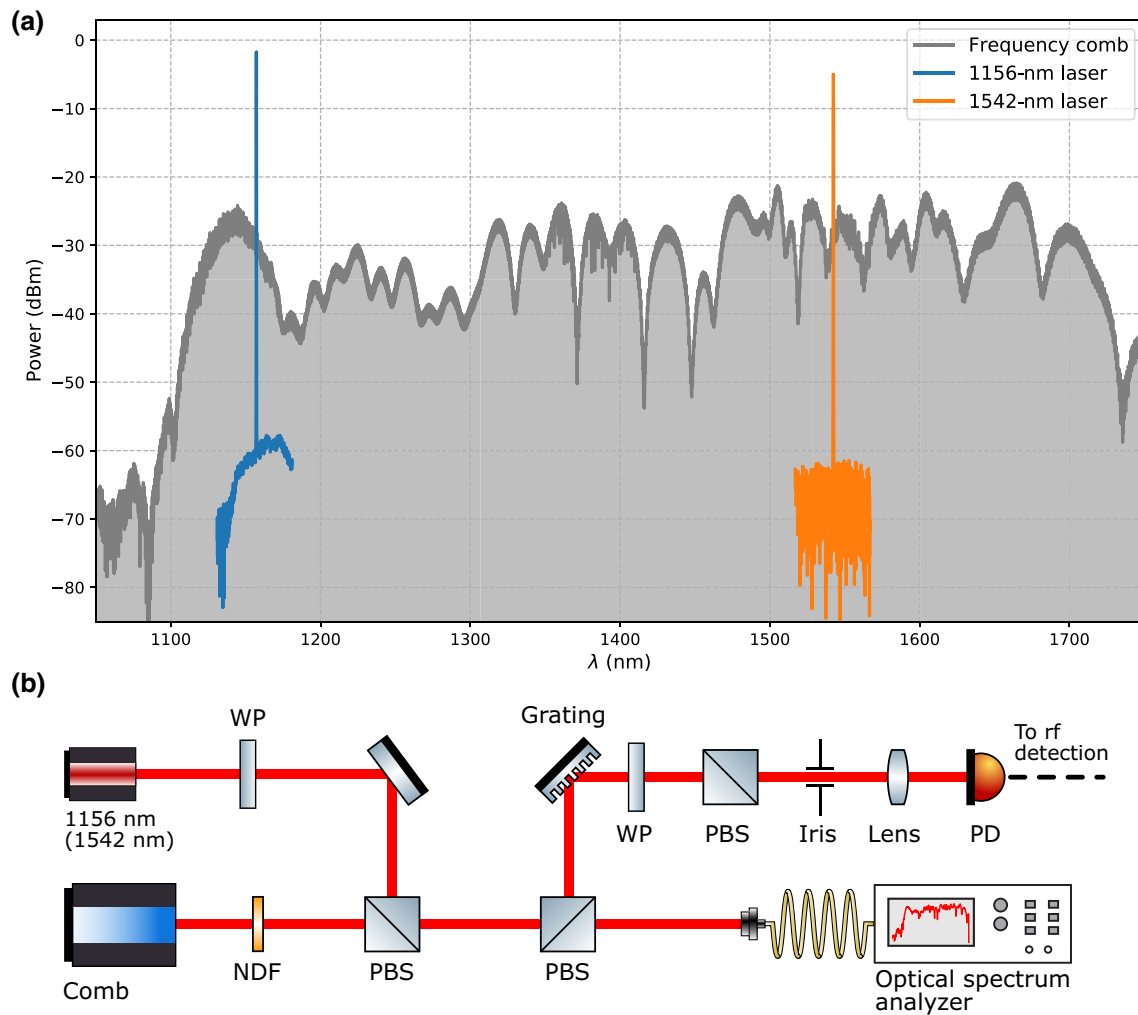 (a)
0
−10
−20
−30
−40
−50
−60
−70
−80
Power (dBm)
Frequency comb
1156-nm laser
1542-nm laser
1100
1200
1300
1400
1500
1600
1700
λ (nm)
(b)
WP
Grating
To rf
detection
1156 nm
(1542 nm)
WP
PBS
Iris
Lens
PD
Comb
NDF
PBS
PBS
Optical spectrum
analyzer